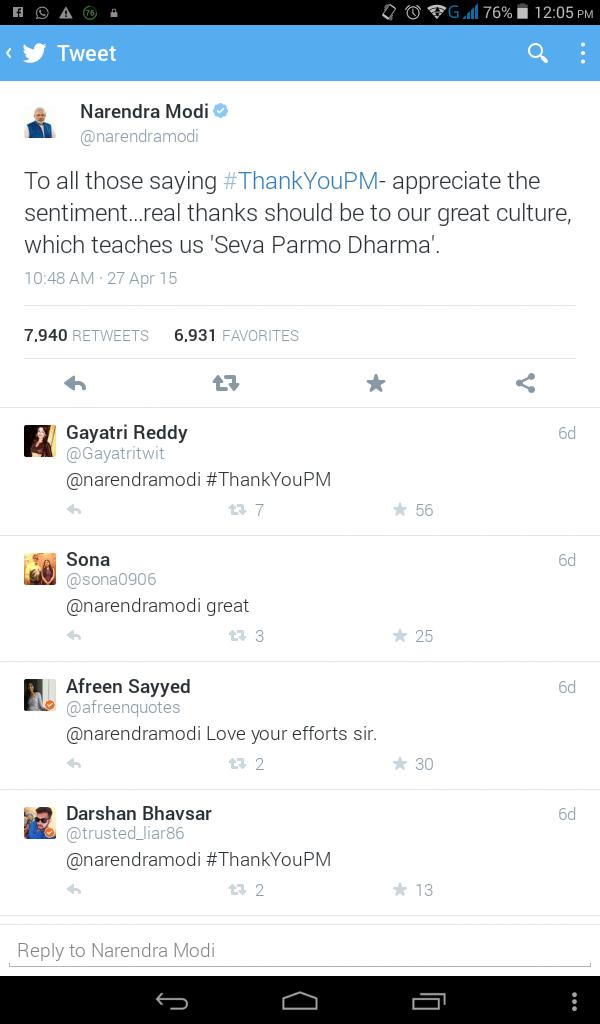 76 G 76% 12:05 PM
Tweet
Narendra Modi
@narendramodi
To all those saying #ThankYouPM- appreciate the
sentiment...real thanks should be to our great culture,
which teaches us 'Seva Parmo Dharma'.
10:48 AM · 27 Apr 15
7,940 RETWEETS 6,931 FAVORITES
Gayatri Reddy 6d
@Gayatritwit
@narendramodi #ThankYouPM
7 56
Sona 6d
@sona0906
@narendramodi great
3 25
Afreen Sayyed 6d
@afreenquotes
@narendramodi Love your efforts sir.
2 30
Darshan Bhavsar 6d
@trusted_liar86
@narendramodi #ThankYouPM
2 13
Reply to Narendra Modi